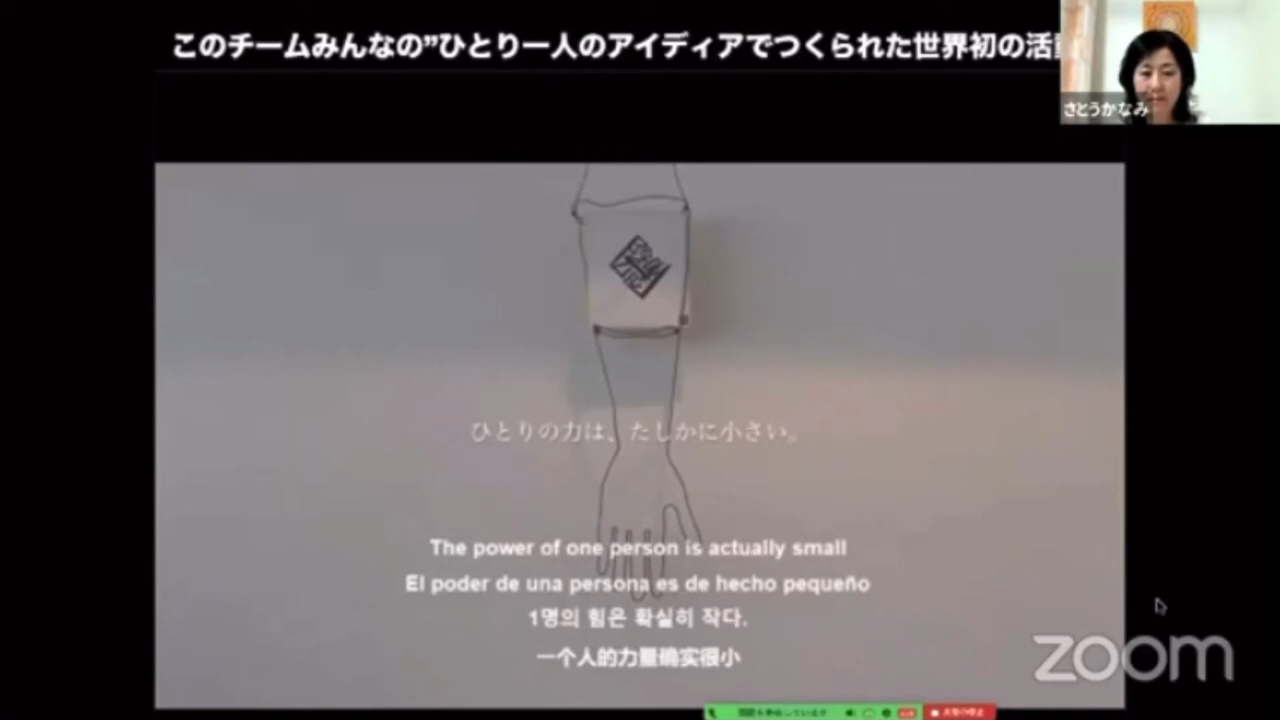 このチームみんなの”ひとり一人のアイディアでつくられた世界初の活動
さとうかなみ
ひとりの力は、たしかに小さい。
The power of one person is actually small
El poder de una persona es de hecho pequeño
1명의 힘은 확실히 작다.
一个人的力量确实很小
zoom